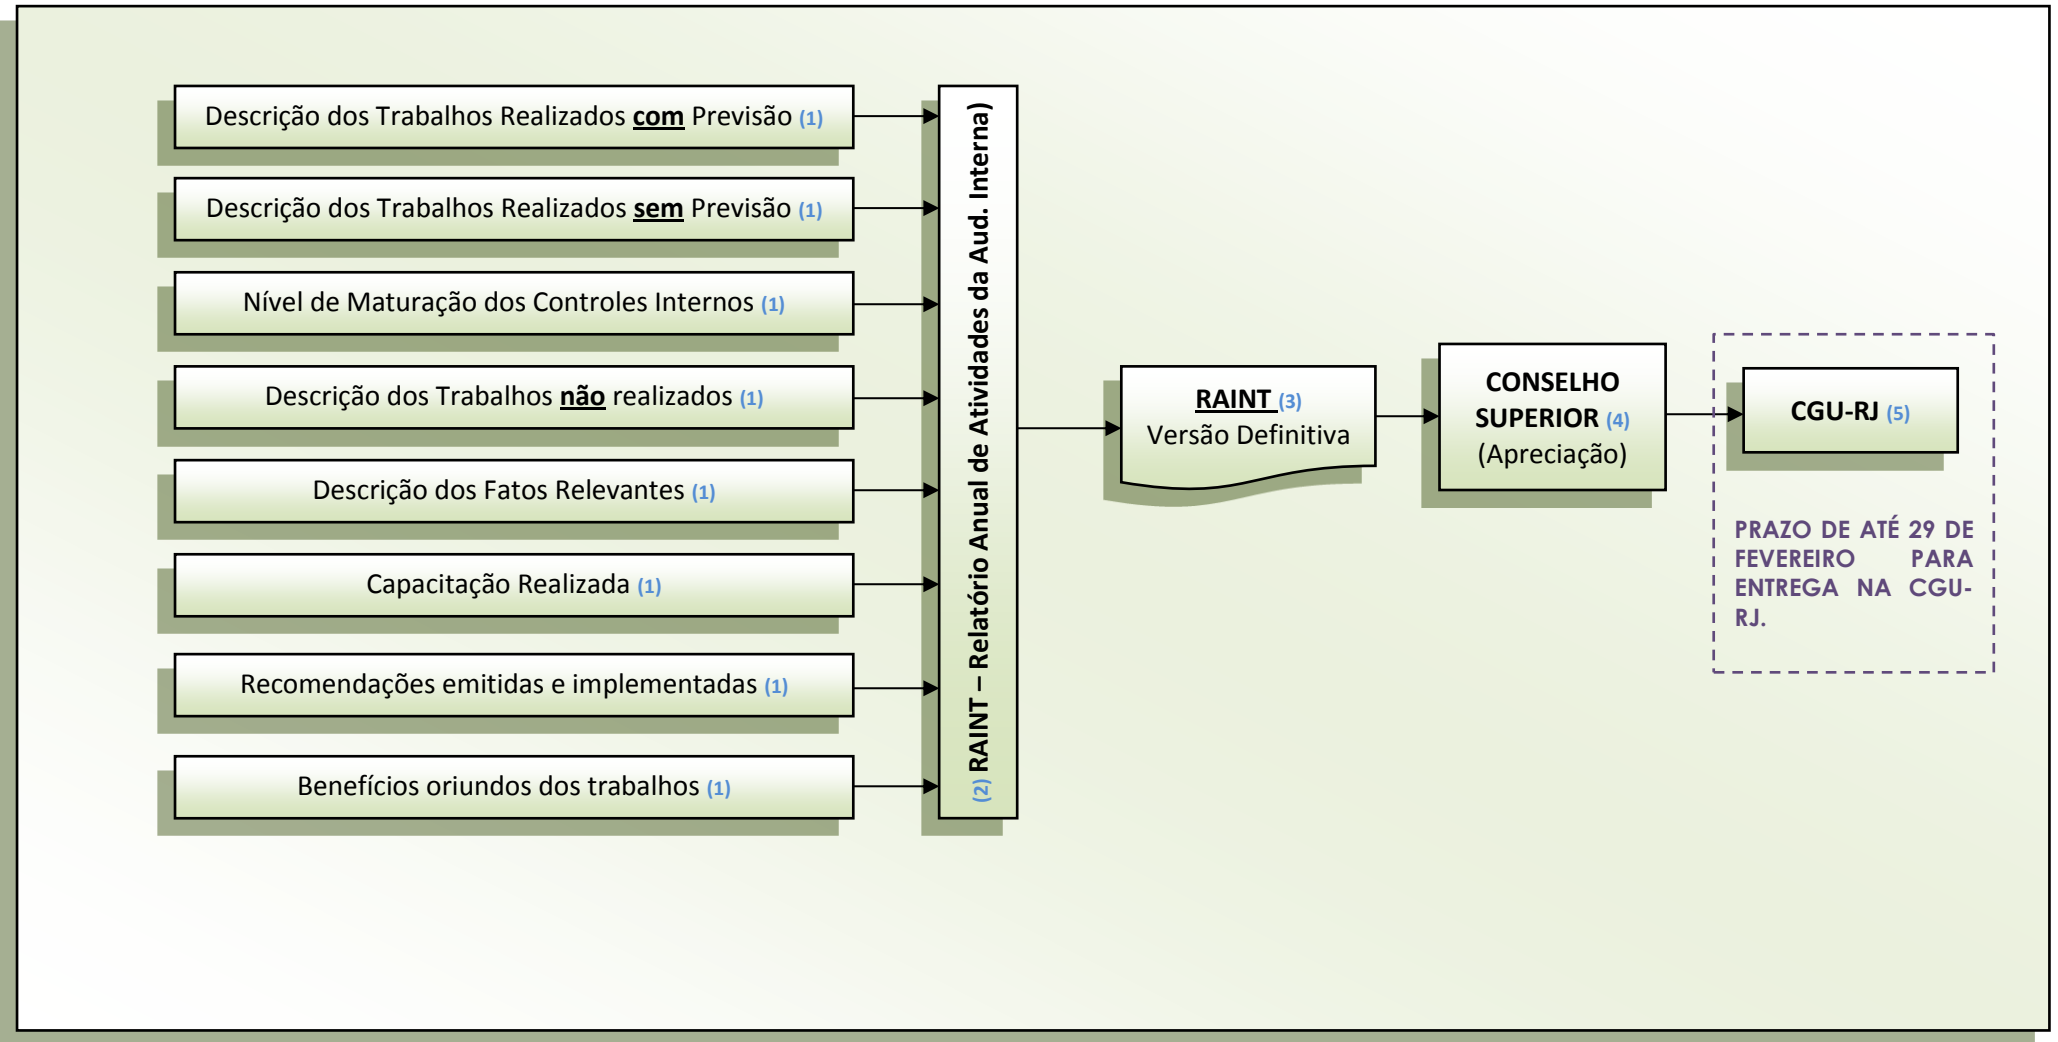 Descrição dos Trabalhos Realizados com Previsão (1)
Descrição dos Trabalhos Realizados sem Previsão (1)
Nível de Maturação dos Controles Internos (1)
Descrição dos Trabalhos não realizados (1)
Descrição dos Fatos Relevantes (1)
Capacitação Realizada (1)
Recomendações emitidas e implementadas (1)
Benefícios oriundos dos trabalhos (1)
(2) RAINT – Relatório Anual de Atividades da Aud. Interna)
RAINT (3)
Versão Definitiva
CONSELHO
SUPERIOR (4)
(Apreciação)
CGU-RJ (5)
PRAZO DE ATÉ 29 DE
FEVEREIRO PARA
ENTREGA NA CGU-
RJ.